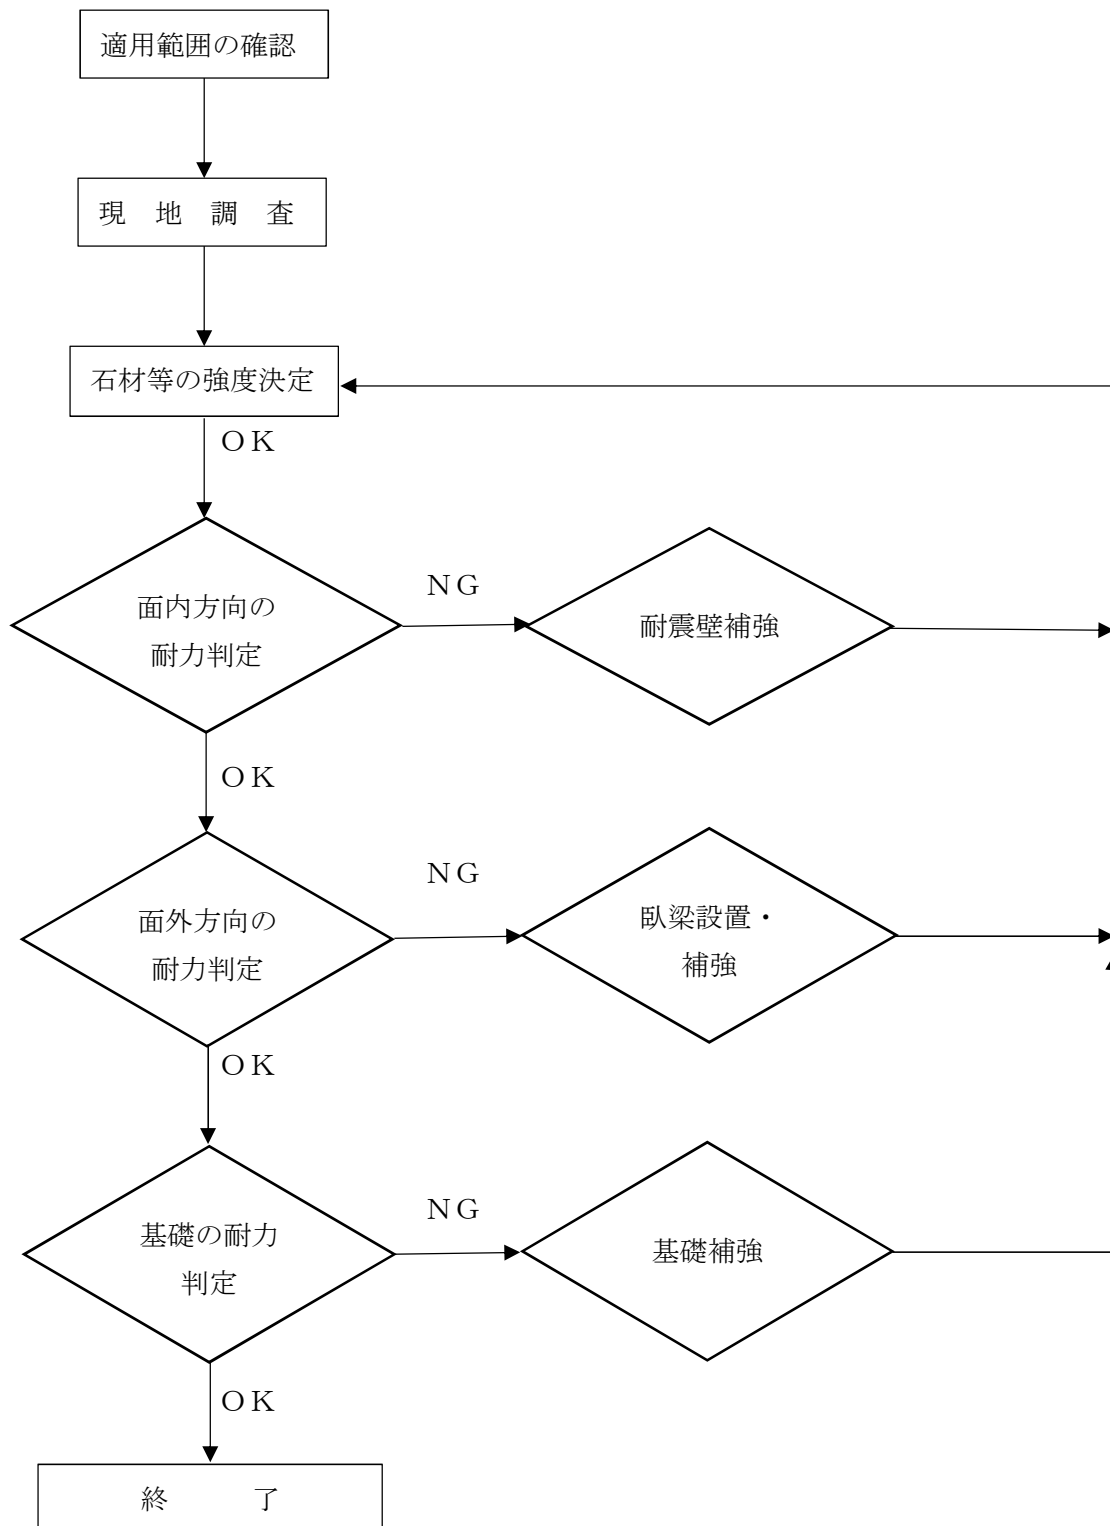 適用範囲の確認
現　地　調　査
石材等の強度決定
ＯＫ
面内方向の
耐力判定
ＮＧ
耐震壁補強
ＯＫ
面外方向の
耐力判定
ＮＧ
臥梁設置・
補強
ＯＫ
基礎の耐力
判定
ＮＧ
基礎補強
ＯＫ
終　　　了